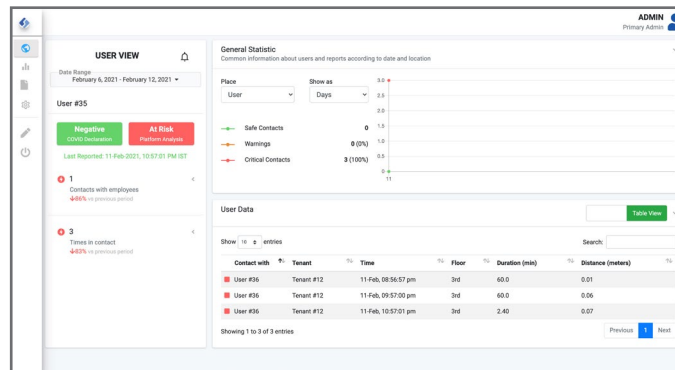 ADMIN
Primary Admin
USER VIEW
Data Range
February 6, 2021 - February 12, 2021
User #35
Negative
COVID Declaration
At Risk
Platform Analysis
Last Reported: 11-Feb-2021, 10:57:01 PM IST
1
Contacts with employees
86% vs previous period
3
Times in contact
83% vs previous period
General Statistic
Common information about users and reports according to date and location
Place
Show as
User
Days
Safe Contacts 0
Warnings 0 (0%)
Critical Contacts 3 (100%)
3.0
2.5
2.0
1.5
1.0
0.5
0
11
User Data
Table View
Show 10 entries
Search:
Contact with Tenant Time Floor Duration (min) Distance (meters)
User #36 Tenant #12 11-Feb, 08:56:57 pm 3rd 60.0 0.01
User #36 Tenant #12 11-Feb, 09:57:00 pm 3rd 60.0 0.06
User #36 Tenant #12 11-Feb, 10:57:01 pm 3rd 2.40 0.07
Showing 1 to 3 of 3 entries
Previous 1 Next